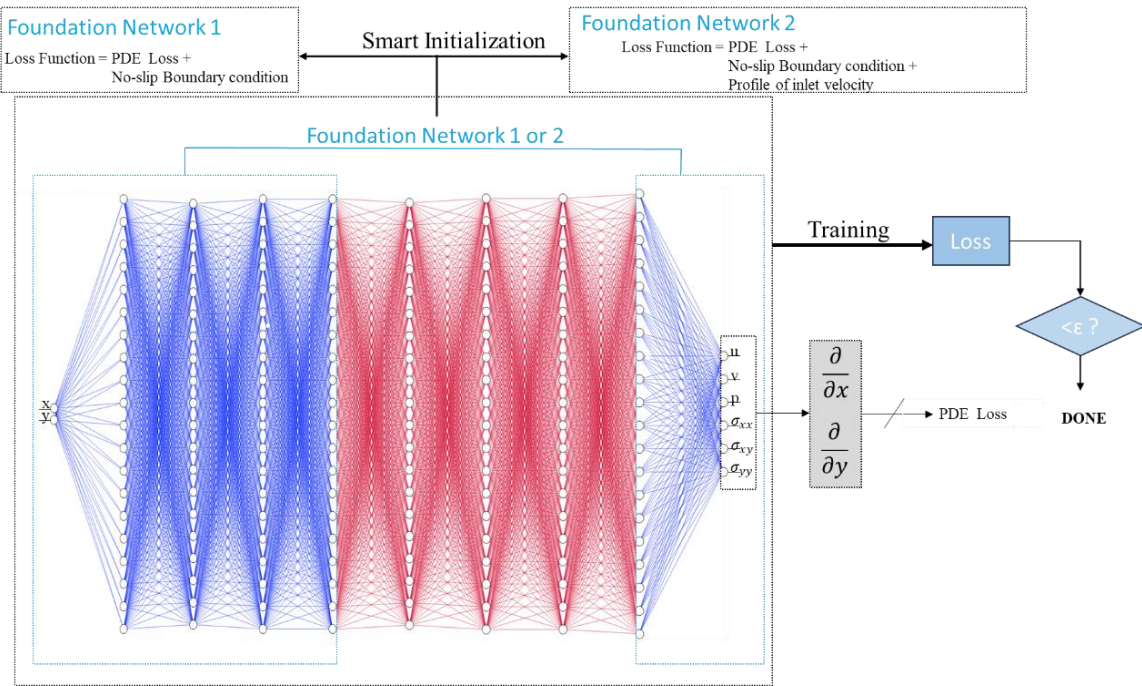 Foundation Network 1
Loss Function = PDE Loss +
No-slip Boundary condition
Smart Initialization
Foundation Network 2
Loss Function = PDE Loss +
No-slip Boundary condition +
Profile of inlet velocity
Foundation Network 1 or 2
Training
Loss
<ε ?
DONE
x
y
u
v
p
σxx
σxy
σyy
∂
∂x
∂
∂y
PDE Loss